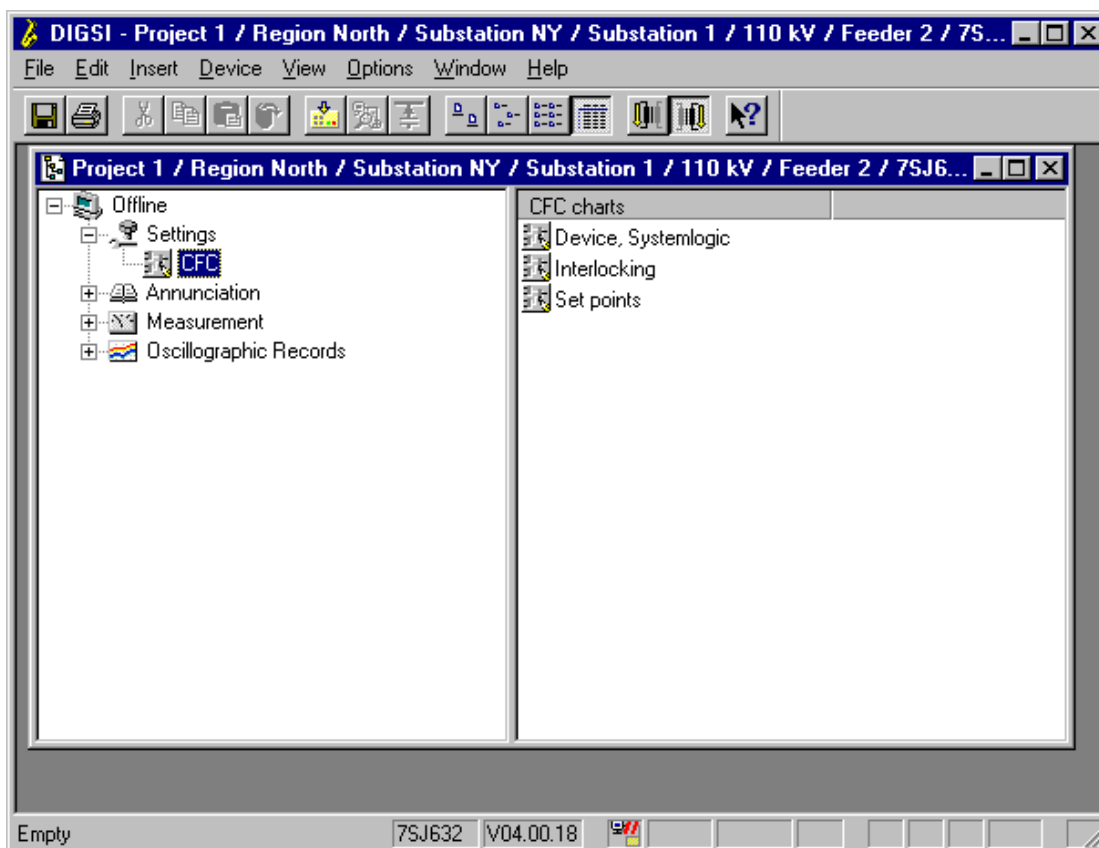 DIGSI - Project 1 / Region North / Substation NY / Substation 1 / 110 kV / Feeder 2 / 7S...
File Edit Insert Device View Options Window Help
Project 1 / Region North / Substation NY / Substation 1 / 110 kV / Feeder 2 / 7SJ6...
Offline
Settings
CFC
Annunciation
Measurement
Oscillographic Records
CFC charts
Device, Systemlogic
Interlocking
Set points
Empty 7SJ632 V04.00.18